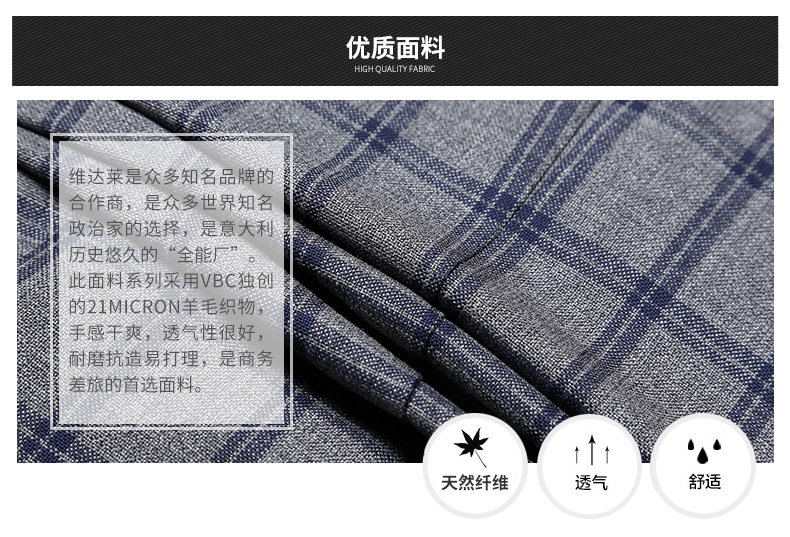 优质面料
HIGH QUALITY FABRIC
维达莱是众多知名品牌的
合作商，是众多世界知名
政治家的选择，是意大利
历史悠久的“全能厂”。
此面料系列采用VBC独创
的21MICRON羊毛织物，
手感干爽，透气性很好，
耐磨抗造易打理，是商务
差旅的首选面料。
天然纤维
透气
舒适